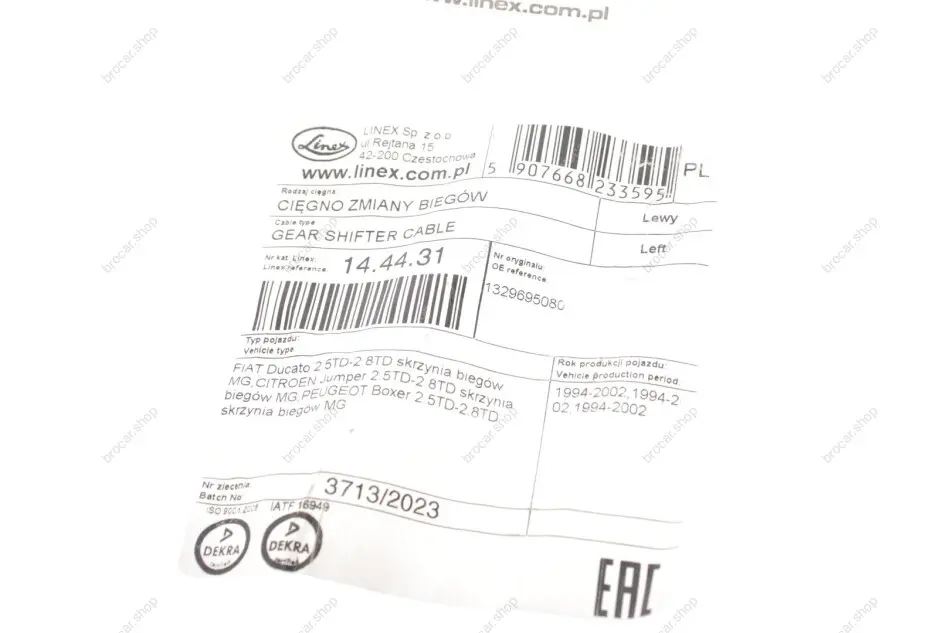 www.linex.com.pl
Linex
LINEX Sp z o.o
ul Rejtana 15
42-200 Czestochowa
www.linex.com.pl
5 907668 233595
PL
Rodzaj cięgna:
CIĘGNO ZMIANY BIEGÓW
Lewy
Cable type
GEAR SHIFTER CABLE
Left
Nr kat. Linex:
Linex reference.
14.44.31
Nr oryginału:
OE reference
1329695080
Typ pojazdu:
Vehicle type
FIAT Ducato 2.5TD-2.8TD skrzynia biegów
MG,CITROEN Jumper 2.5TD-2.8TD skrzynia
biegów MG,PEUGEOT Boxer 2.5TD-2.8TD
skrzynia biegów MG
Rok produkcji pojazdu:
Vehicle production period.
1994-2002,1994-2
02,1994-2002
Nr zlecenia
Batch No
3713/2023
ISO 9001:2008
IATF 16949
DEKRA
DEKRA
EAC
brocar.shop